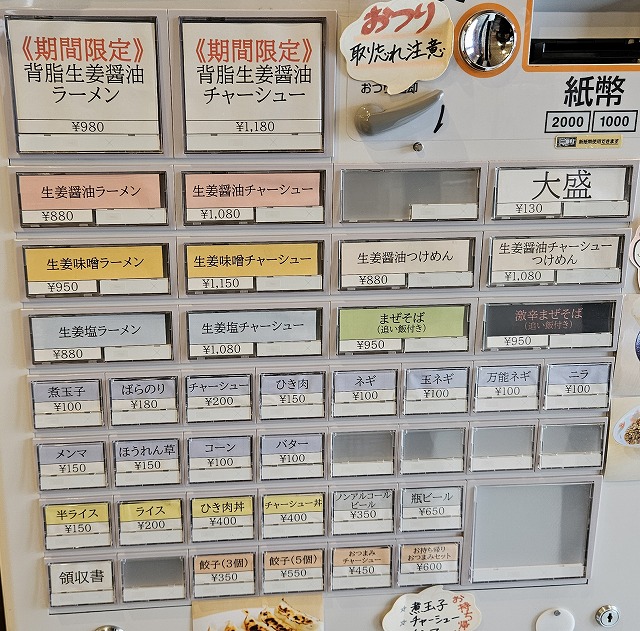 おつり
取り忘れ注意
《期間限定》
背脂生姜醤油
ラーメン
¥980
《期間限定》
背脂生姜醤油
チャーシュー
¥1,180
紙幣
2000 1000
生姜醤油ラーメン
¥880
生姜醤油チャーシュー
¥1,080
大盛
¥130
生姜味噌ラーメン
¥950
生姜味噌チャーシュー
¥1,150
生姜醤油つけめん
¥880
生姜醤油チャーシュー
つけめん
¥1,080
生姜塩ラーメン
¥880
生姜塩チャーシュー
¥1,080
まぜそば
(追い飯付き)
¥950
激辛まぜそば
(追い飯付き)
¥950
煮玉子
¥100
ばらのり
¥180
チャーシュー
¥200
ひき肉
¥150
ネギ
¥100
玉ネギ
¥100
万能ネギ
¥100
ニラ
¥100
メンマ
¥150
ほうれん草
¥150
コーン
¥100
バター
¥100
半ライス
¥150
ライス
¥200
ひき肉丼
¥400
チャーシュー丼
¥400
ノンアルコール
ビール
¥350
瓶ビール
¥650
領収書
餃子(3個)
¥350
餃子(5個)
¥550
おつまみ
チャーシュー
¥450
お持ち帰り
おつまみセット
¥600
煮玉子
チャーシュー